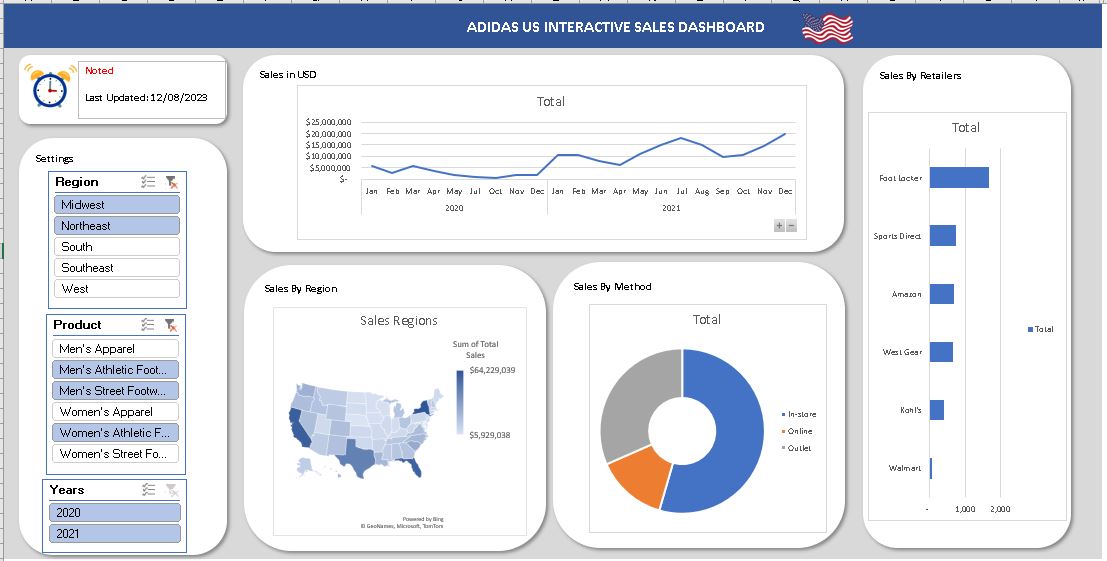 ADIDAS US INTERACTIVE SALES DASHBOARD
Noted
Last Updated:12/08/2023
Settings
Region
Midwest
Northeast
South
Southeast
West
Product
Men's Apparel
Men's Athletic Foot...
Men's Street Footw...
Women's Apparel
Women's Athletic F...
Women's Street Fo...
Years
2020
2021
Sales in USD
Total
$25,000,000
$20,000,000
$15,000,000
$10,000,000
$5,000,000
$-
Jan Feb Mar Apr May Jul Oct Nov Dec Jan Feb Mar Apr May Jun Jul Aug Sep Oct Nov Dec
2020 2021
+ −
Sales By Region
Sales Regions
Sum of Total
Sales
$64,229,039
$5,929,038
Powered by Bing
© GeoNames, Microsoft, TomTom
Sales By Method
Total
In-store
Online
Outlet
Sales By Retailers
Total
Foot Locker
Sports Direct
Amazon
West Gear
Kohl's
Walmart
- 1,000 2,000
Total